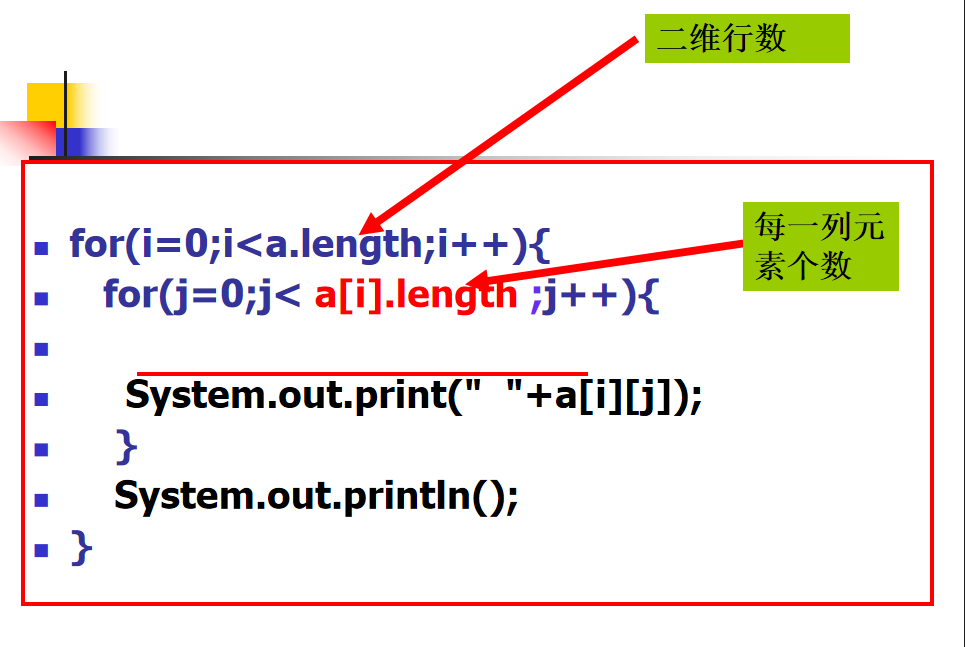 二维行数
for(i=0;i<a.length;i++){
每一列元
素个数
for(j=0;j< a[i].length ;j++){
System.out.print("  "+a[i][j]);
}
System.out.println();
}